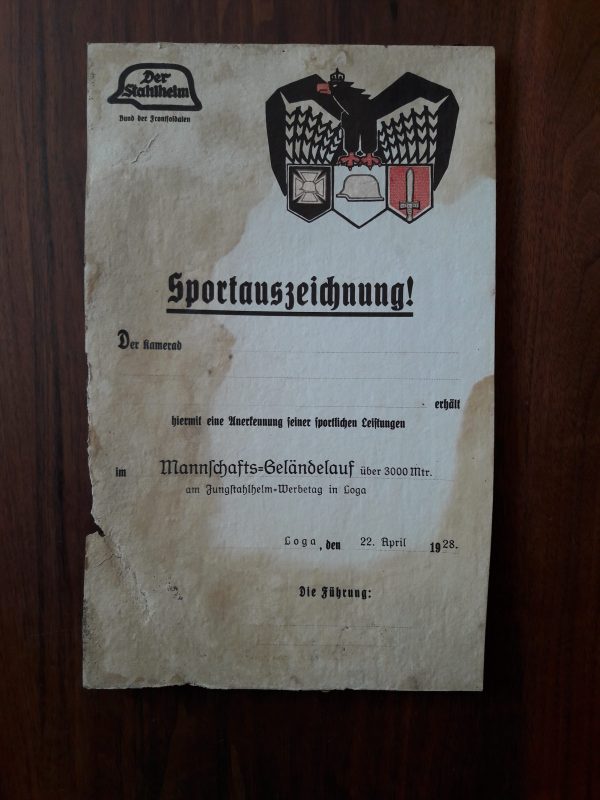 Der
Stahlhelm
Bund der Frontsoldaten
Sportauszeichnung!
Der Kamerad
erhält
hiermit eine Anerkennung seiner sportlichen Leistungen
im Mannschafts=Geländelauf über 3000 Mtr.
am Jungstahlhelm=Werbetag in Loga
Loga, den 22. April 1928.
Die Führung: